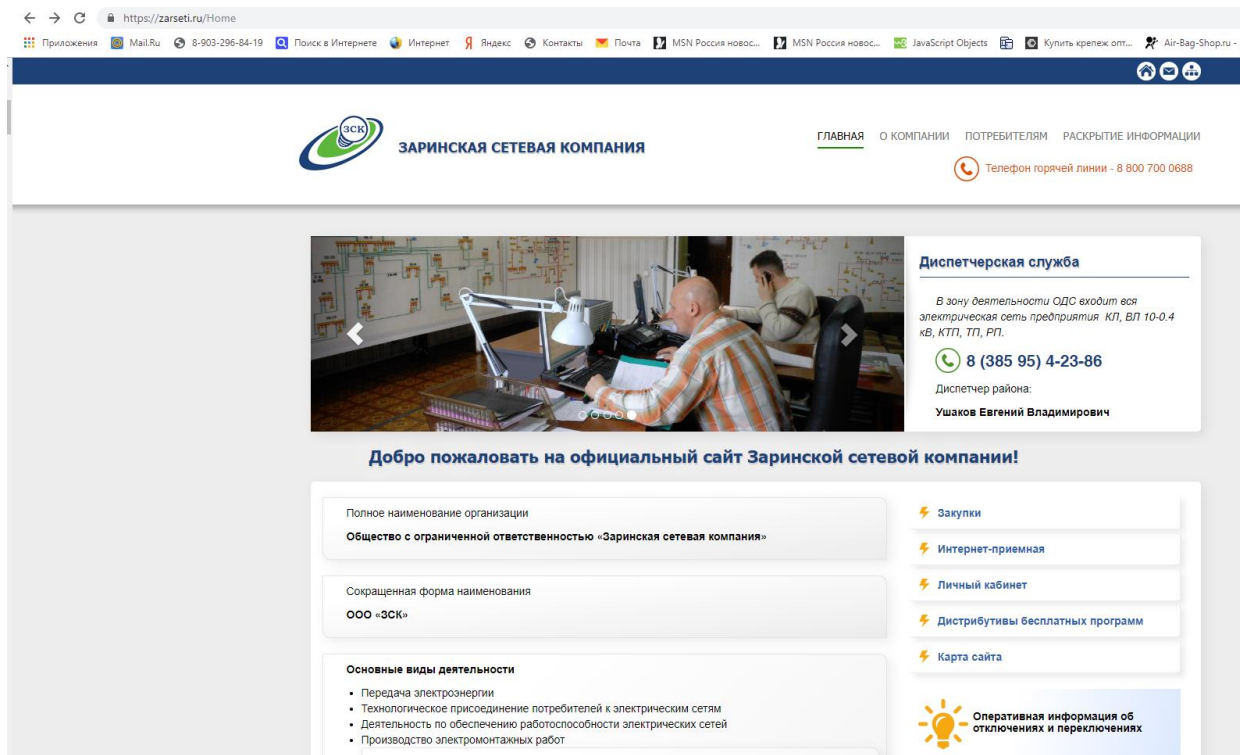 https://zarseti.ru/Home
Приложения Mail.Ru 8-903-296-84-19 Поиск в Интернете Интернет Яндекс Контакты Почта MSN Россия новос... MSN Россия новос... JavaScript Objects Купить крепеж опт... Air-Bag-Shop.ru -
ЗСК
ЗАРИНСКАЯ СЕТЕВАЯ КОМПАНИЯ
ГЛАВНАЯ О КОМПАНИИ ПОТРЕБИТЕЛЯМ РАСКРЫТИЕ ИНФОРМАЦИИ
Телефон горячей линии - 8 800 700 0688
Диспетчерская служба
В зону деятельности ОДС входит вся
электрическая сеть предприятия КЛ, ВЛ 10-0.4
кВ, КТП, ТП, РП.
8 (385 95) 4-23-86
Диспетчер района:
Ушаков Евгений Владимирович
Добро пожаловать на официальный сайт Заринской сетевой компании!
Полное наименование организации
Общество с ограниченной ответственностью «Заринская сетевая компания»
Сокращенная форма наименования
ООО «ЗСК»
Основные виды деятельности
• Передача электроэнергии
• Технологическое присоединение потребителей к электрическим сетям
• Деятельность по обеспечению работоспособности электрических сетей
• Производство электромонтажных работ
Закупки
Интернет-приемная
Личный кабинет
Дистрибутивы бесплатных программ
Карта сайта
Оперативная информация об
отключениях и переключениях